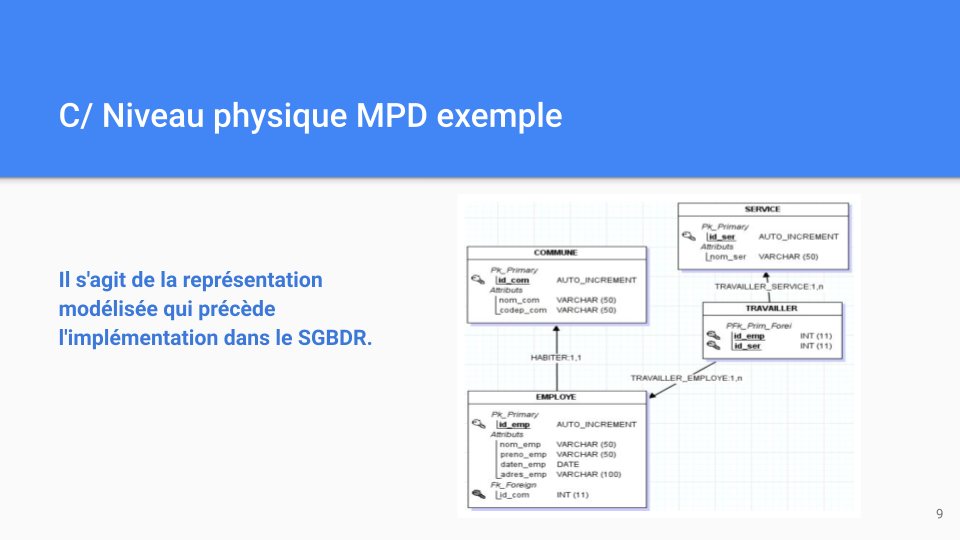 C/ Niveau physique MPD exemple
Il s'agit de la représentation
modélisée qui précède
l'implémentation dans le SGBDR.
SERVICE
Pk_Primary
id_ser AUTO_INCREMENT
Attributs
nom_ser VARCHAR (50)
COMMUNE
Pk_Primary
id_com AUTO_INCREMENT
Attributs
nom_com VARCHAR (50)
codep_com VARCHAR (50)
TRAVAILLER_SERVICE:1,n
TRAVAILLER
PFk_Prim_Forei
id_emp INT (11)
id_ser INT (11)
HABITER:1,1
TRAVAILLER_EMPLOYE:1,n
EMPLOYE
Pk_Primary
id_emp AUTO_INCREMENT
Attributs
nom_emp VARCHAR (50)
preno_emp VARCHAR (50)
daten_emp DATE
adres_emp VARCHAR (100)
Fk_Foreign
id_com INT (11)
9